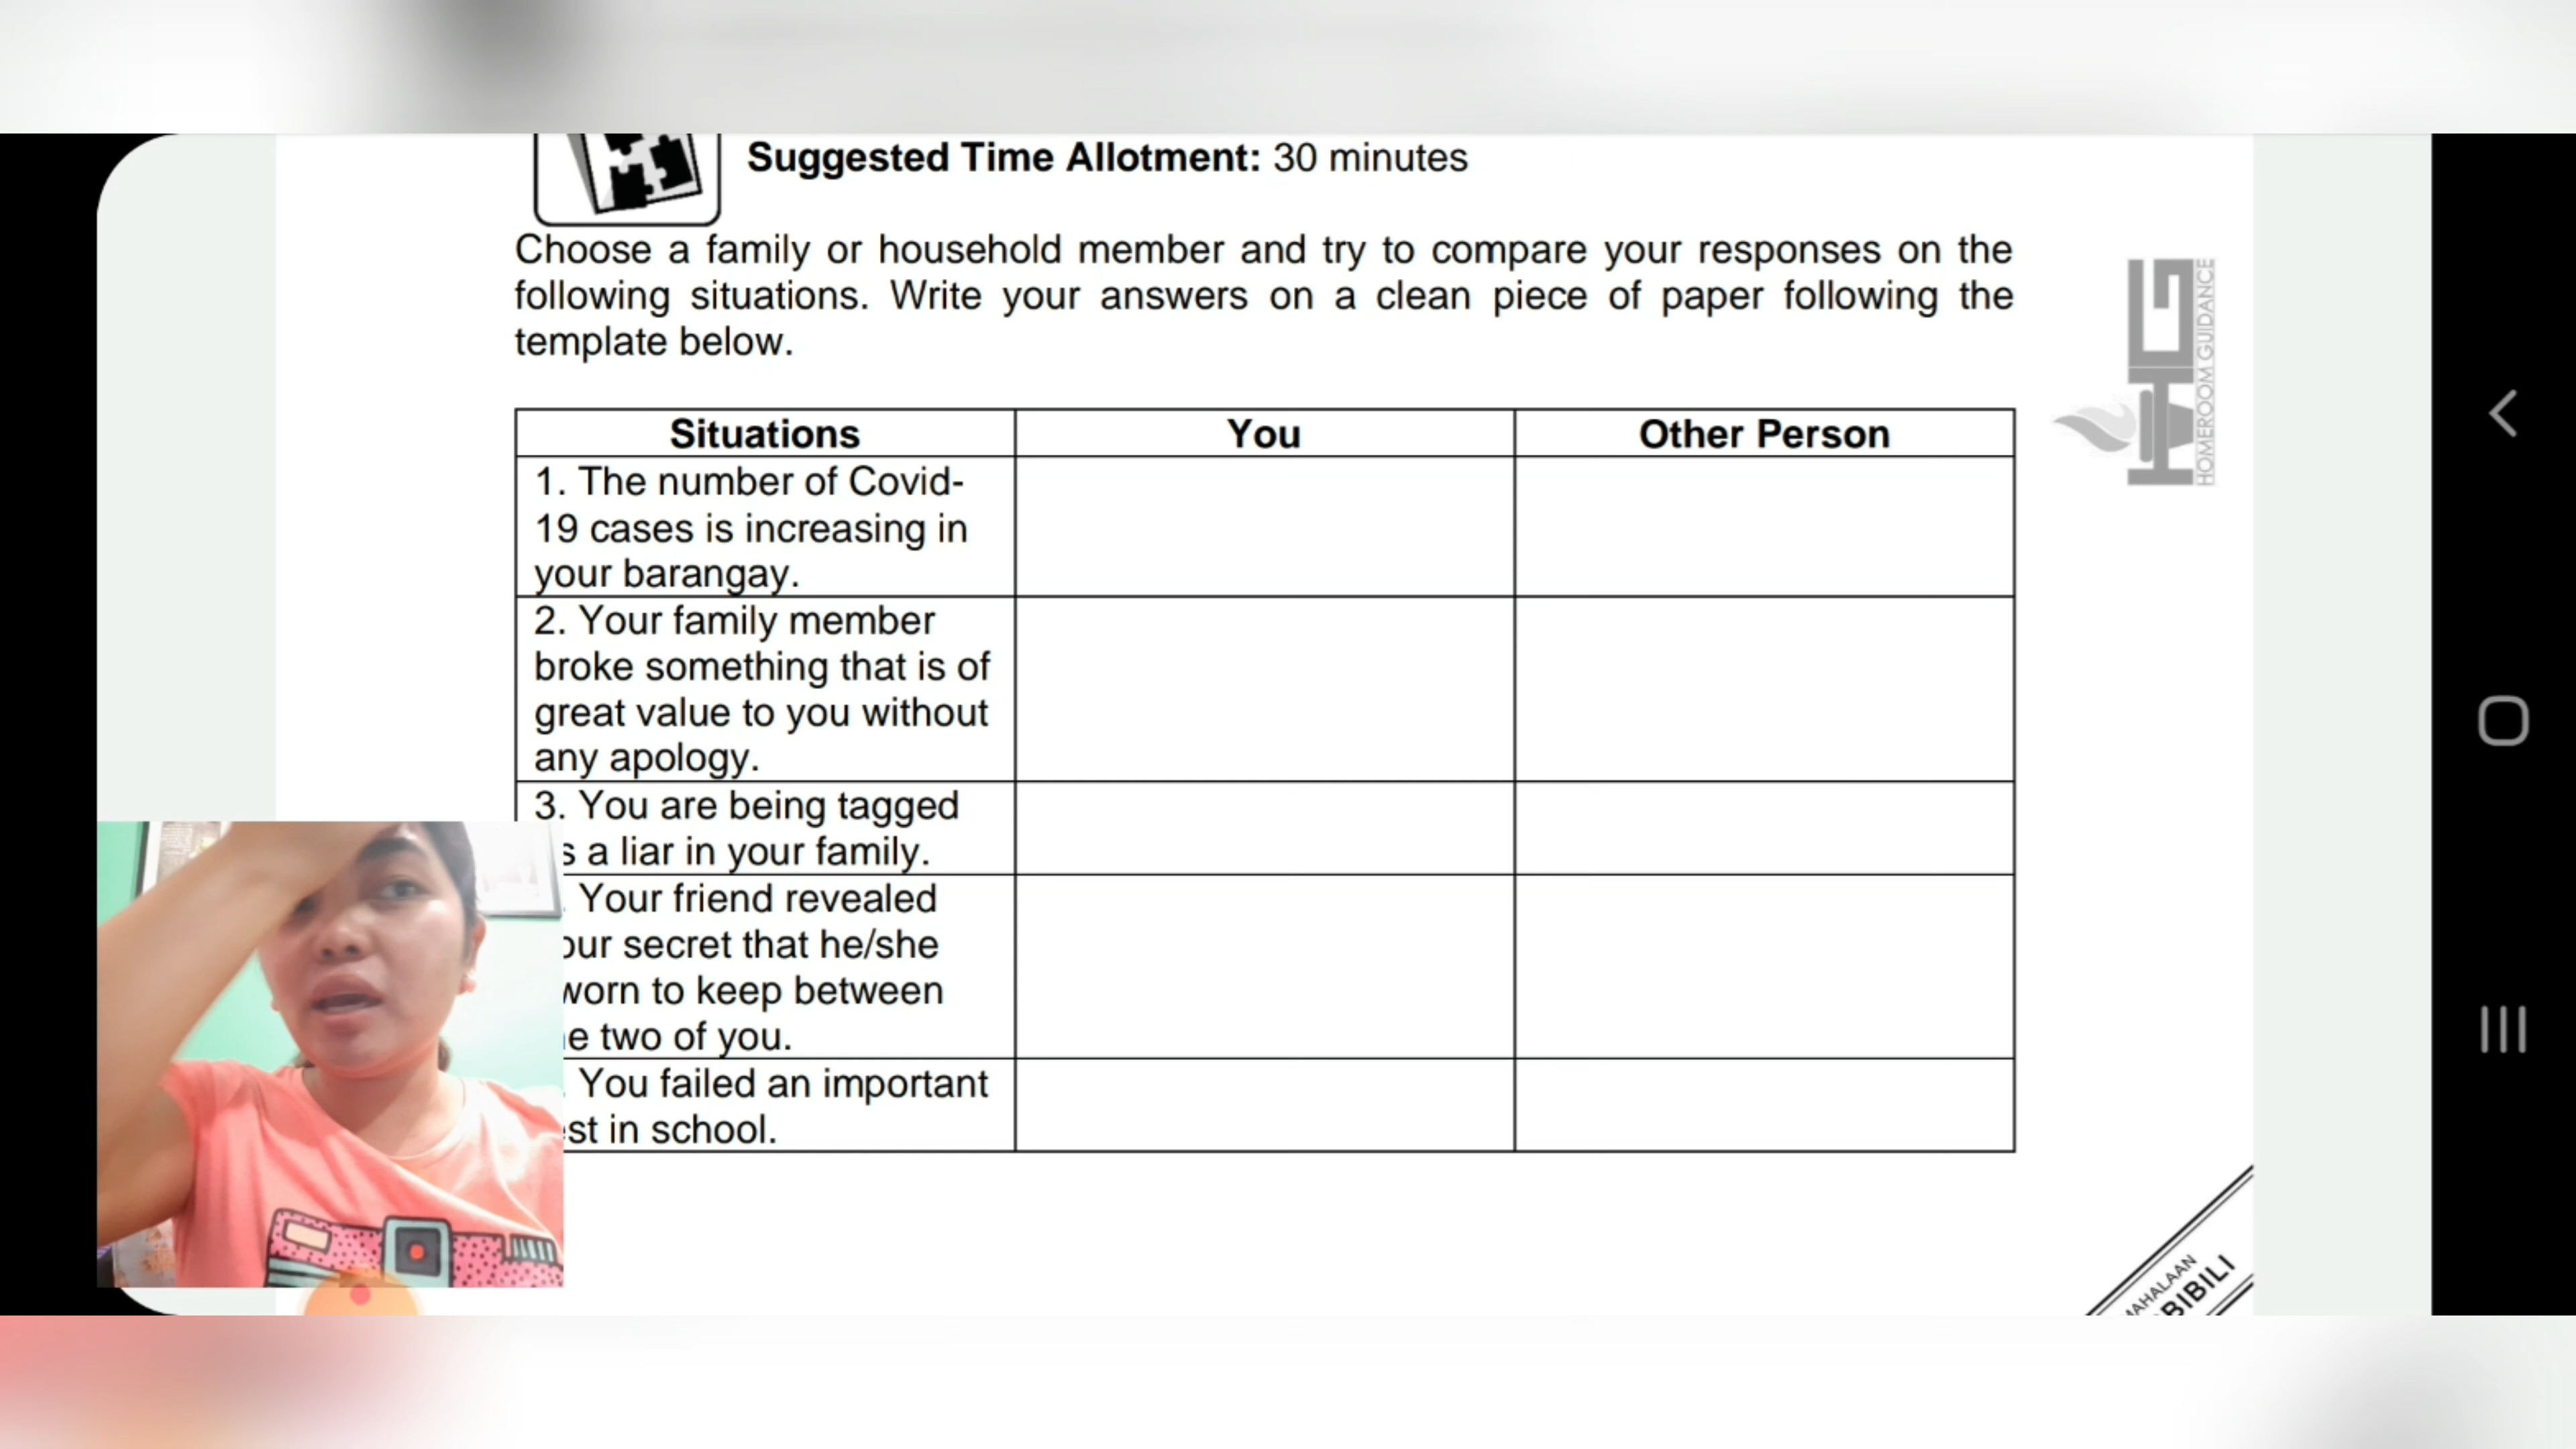 Suggested Time Allotment: 30 minutes
Choose a family or household member and try to compare your responses on the
following situations. Write your answers on a clean piece of paper following the
template below.
HOMEROOM GUIDANCE
HG
Situations You Other Person
1. The number of Covid-
19 cases is increasing in
your barangay.
2. Your family member
broke something that is of
great value to you without
any apology.
3. You are being tagged
a liar in your family.
Your friend revealed
secret that he/she
to keep between
two of you.
You failed an important
in school.